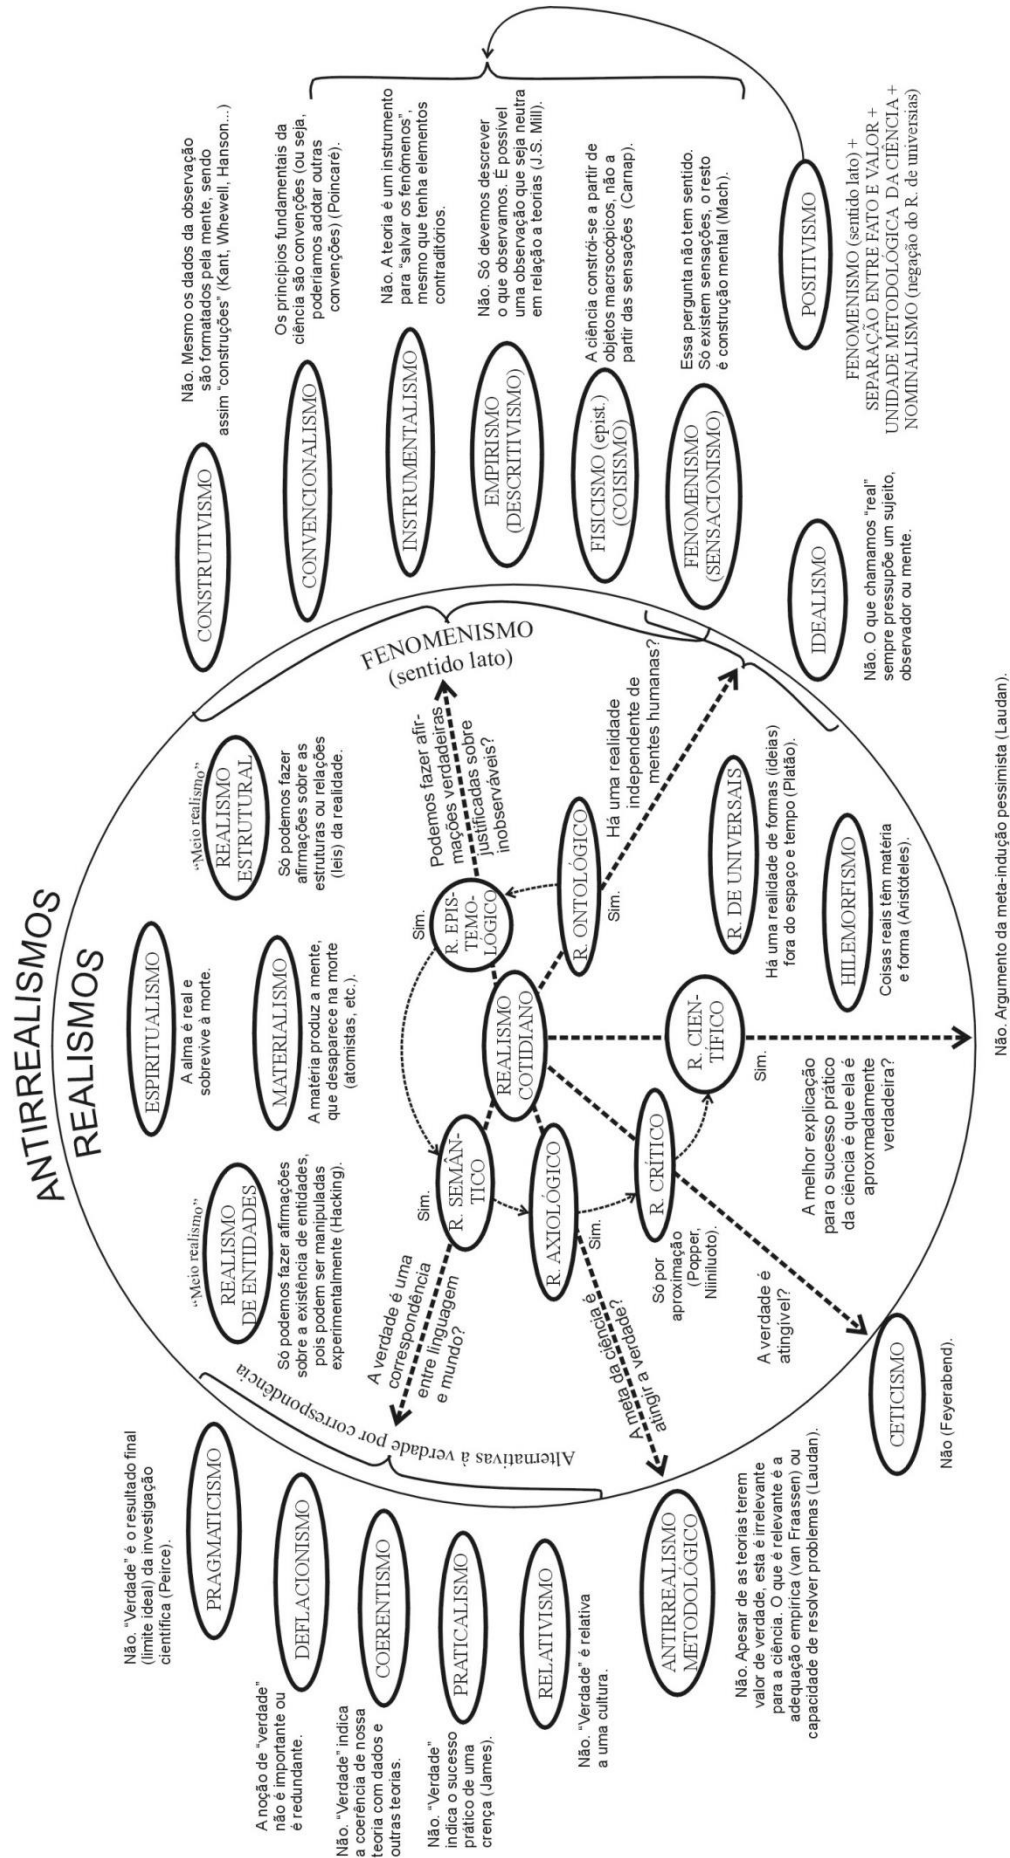 ANTIRREALISMOS
REALISMOS
Não. “Verdade” é o resultado final
(limite ideal) da investigação
científica (Peirce).
PRAGMATICISMO
A noção de “verdade”
não é importante ou
é redundante.
DEFLACIONISMO
Não. “Verdade” indica
a coerência de nossa
teoria com dados e
outras teorias.
COERENTISMO
Não. “Verdade”
indica o sucesso
prático de uma
crença (James).
PRATICALISMO
Não. “Verdade” é relativa
a uma cultura.
RELATIVISMO
ANTIRREALISMO
METODOLÓGICO
Não. Apesar de as teorias terem
valor de verdade, esta é irrelevante
para a ciência. O que é relevante é a
adequação empírica (van Fraassen) ou
capacidade de resolver problemas (Laudan).
CETICISMO
Não (Feyerabend).
Alternativas à verdade por correspondência
“Meio realismo”
REALISMO
DE ENTIDADES
Só podemos fazer afirmações
sobre a existência de entidades,
pois podem ser manipuladas
experimentalmente (Hacking).
ESPIRITUALISMO
A alma é real e
sobrevive à morte.
MATERIALISMO
A matéria produz a mente,
que desaparece na morte
(atomistas, etc.).
“Meio realismo”
REALISMO
ESTRUTURAL
Só podemos fazer
afirmações sobre as
estruturas ou relações
(leis) da realidade.
A verdade é uma
correspondência
entre linguagem
e mundo?
Sim.
R. SEMÂN-
TICO
Sim.
R. EPIS-
TEMO-
LÓGICO
Podemos fazer afir-
mações verdadeiras
justificadas sobre
inobserváveis?
FENOMENISMO
(sentido lato)
REALISMO
COTIDIANO
R. AXIOLÓGICO
Sim.
A meta da ciência é
atingir a verdade?
R. ONTOLÓGICO
Sim.
Há uma realidade
independente de
mentes humanas?
R. CRÍTICO
Só por
aproximação
(Popper,
Niiniluoto).
A verdade é
atingível?
R. CIEN-
TÍFICO
Sim.
A melhor explicação
para o sucesso prático
da ciência é que ela é
aproxmadamente
verdadeira?
Não. Argumento da meta-indução pessimista (Laudan).
R. DE UNIVERSAIS
Há uma realidade de formas (ideias)
fora do espaço e tempo (Platão).
HILEMORFISMO
Coisas reais têm matéria
e forma (Aristóteles).
CONSTRUTIVISMO
Não. Mesmo os dados da observação
são formatados pela mente, sendo
assim “construções” (Kant, Whewell, Hanson...)
CONVENCIONALISMO
Os princípios fundamentais da
ciência são convenções (ou seja,
poderíamos adotar outras
convenções) (Poincaré).
INSTRUMENTALISMO
Não. A teoria é um instrumento
para “salvar os fenômenos”,
mesmo que tenha elementos
contraditórios.
EMPIRISMO
(DESCRITIVISMO)
Não. Só devemos descrever
o que observamos. É possível
uma observação que seja neutra
em relação a teorias (J.S. Mill).
FISICISMO (epist.)
(COISISMO)
A ciência constrói-se a partir de
objetos macrsoócopicos, não a
partir das sensações (Carnap).
FENOMENISMO
(SENSACIONISMO)
Essa pergunta não tem sentido.
Só existem sensações, o resto
é construção mental (Mach).
IDEALISMO
Não. O que chamamos “real”
sempre pressupõe um sujeito,
observador ou mente.
POSITIVISMO
FENOMENISMO (sentido lato) +
SEPARAÇÃO ENTRE FATO E VALOR +
UNIDADE METODOLÓGICA DA CIÊNCIA +
NOMINALISMO (negação do R. de universias)